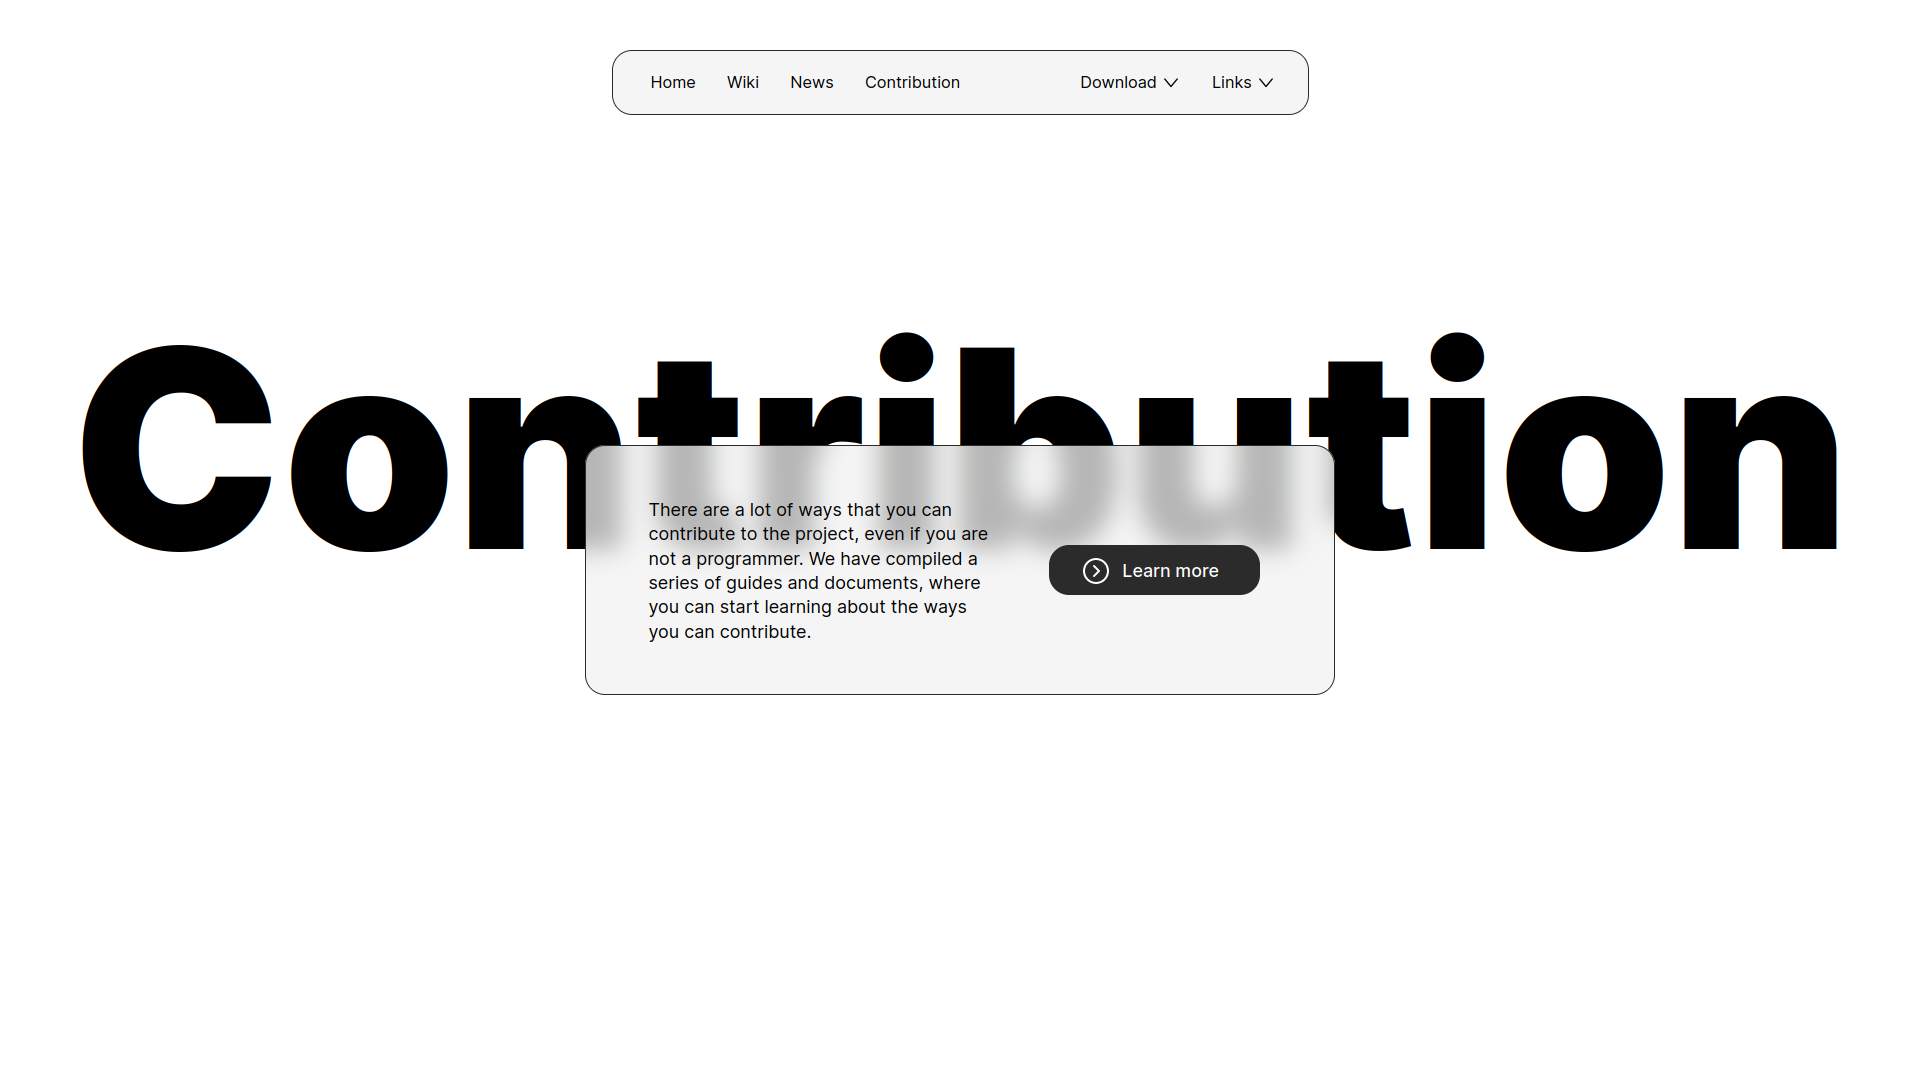 Home Wiki News Contribution Download Links
Contribution
There are a lot of ways that you can
contribute to the project, even if you are
not a programmer. We have compiled a
series of guides and documents, where
you can start learning about the ways
you can contribute.
Learn more